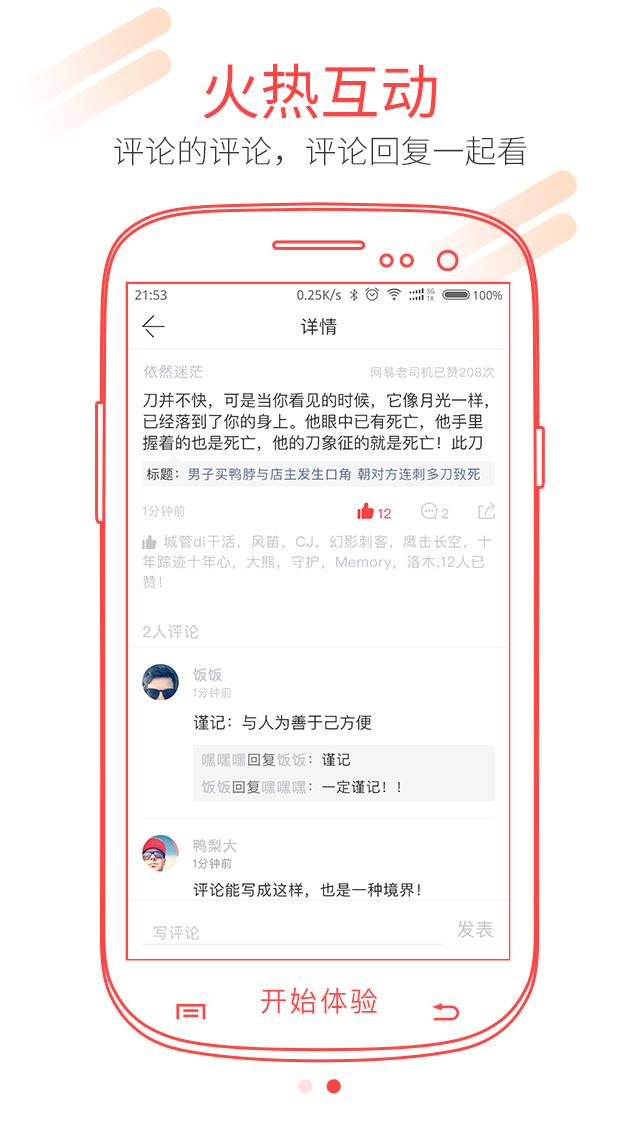 火热互动
评论的评论，评论回复一起看
21:53
0.25K/s
3G
1X
100%
详情
依然迷茫
网易老司机已赞208次
刀并不快，可是当你看见的时候，它像月光一样，
已经落到了你的身上。他眼中已有死亡，他手里
握着的也是死亡，他的刀象征的就是死亡！此刀
标题：男子买鸭脖与店主发生口角 朝对方连刺多刀致死
1分钟前
12
2
城管di干活，风笛，CJ，幻影刺客，鹰击长空，十
年踪迹十年心，大熊，守护，Memory，洛木,12人已
赞！
2人评论
饭饭
1分钟前
谨记：与人为善于己方便
嘿嘿嘿回复饭饭：谨记
饭饭回复嘿嘿嘿：一定谨记！！
鸭梨大
1分钟前
评论能写成这样，也是一种境界！
写评论
发表
开始体验